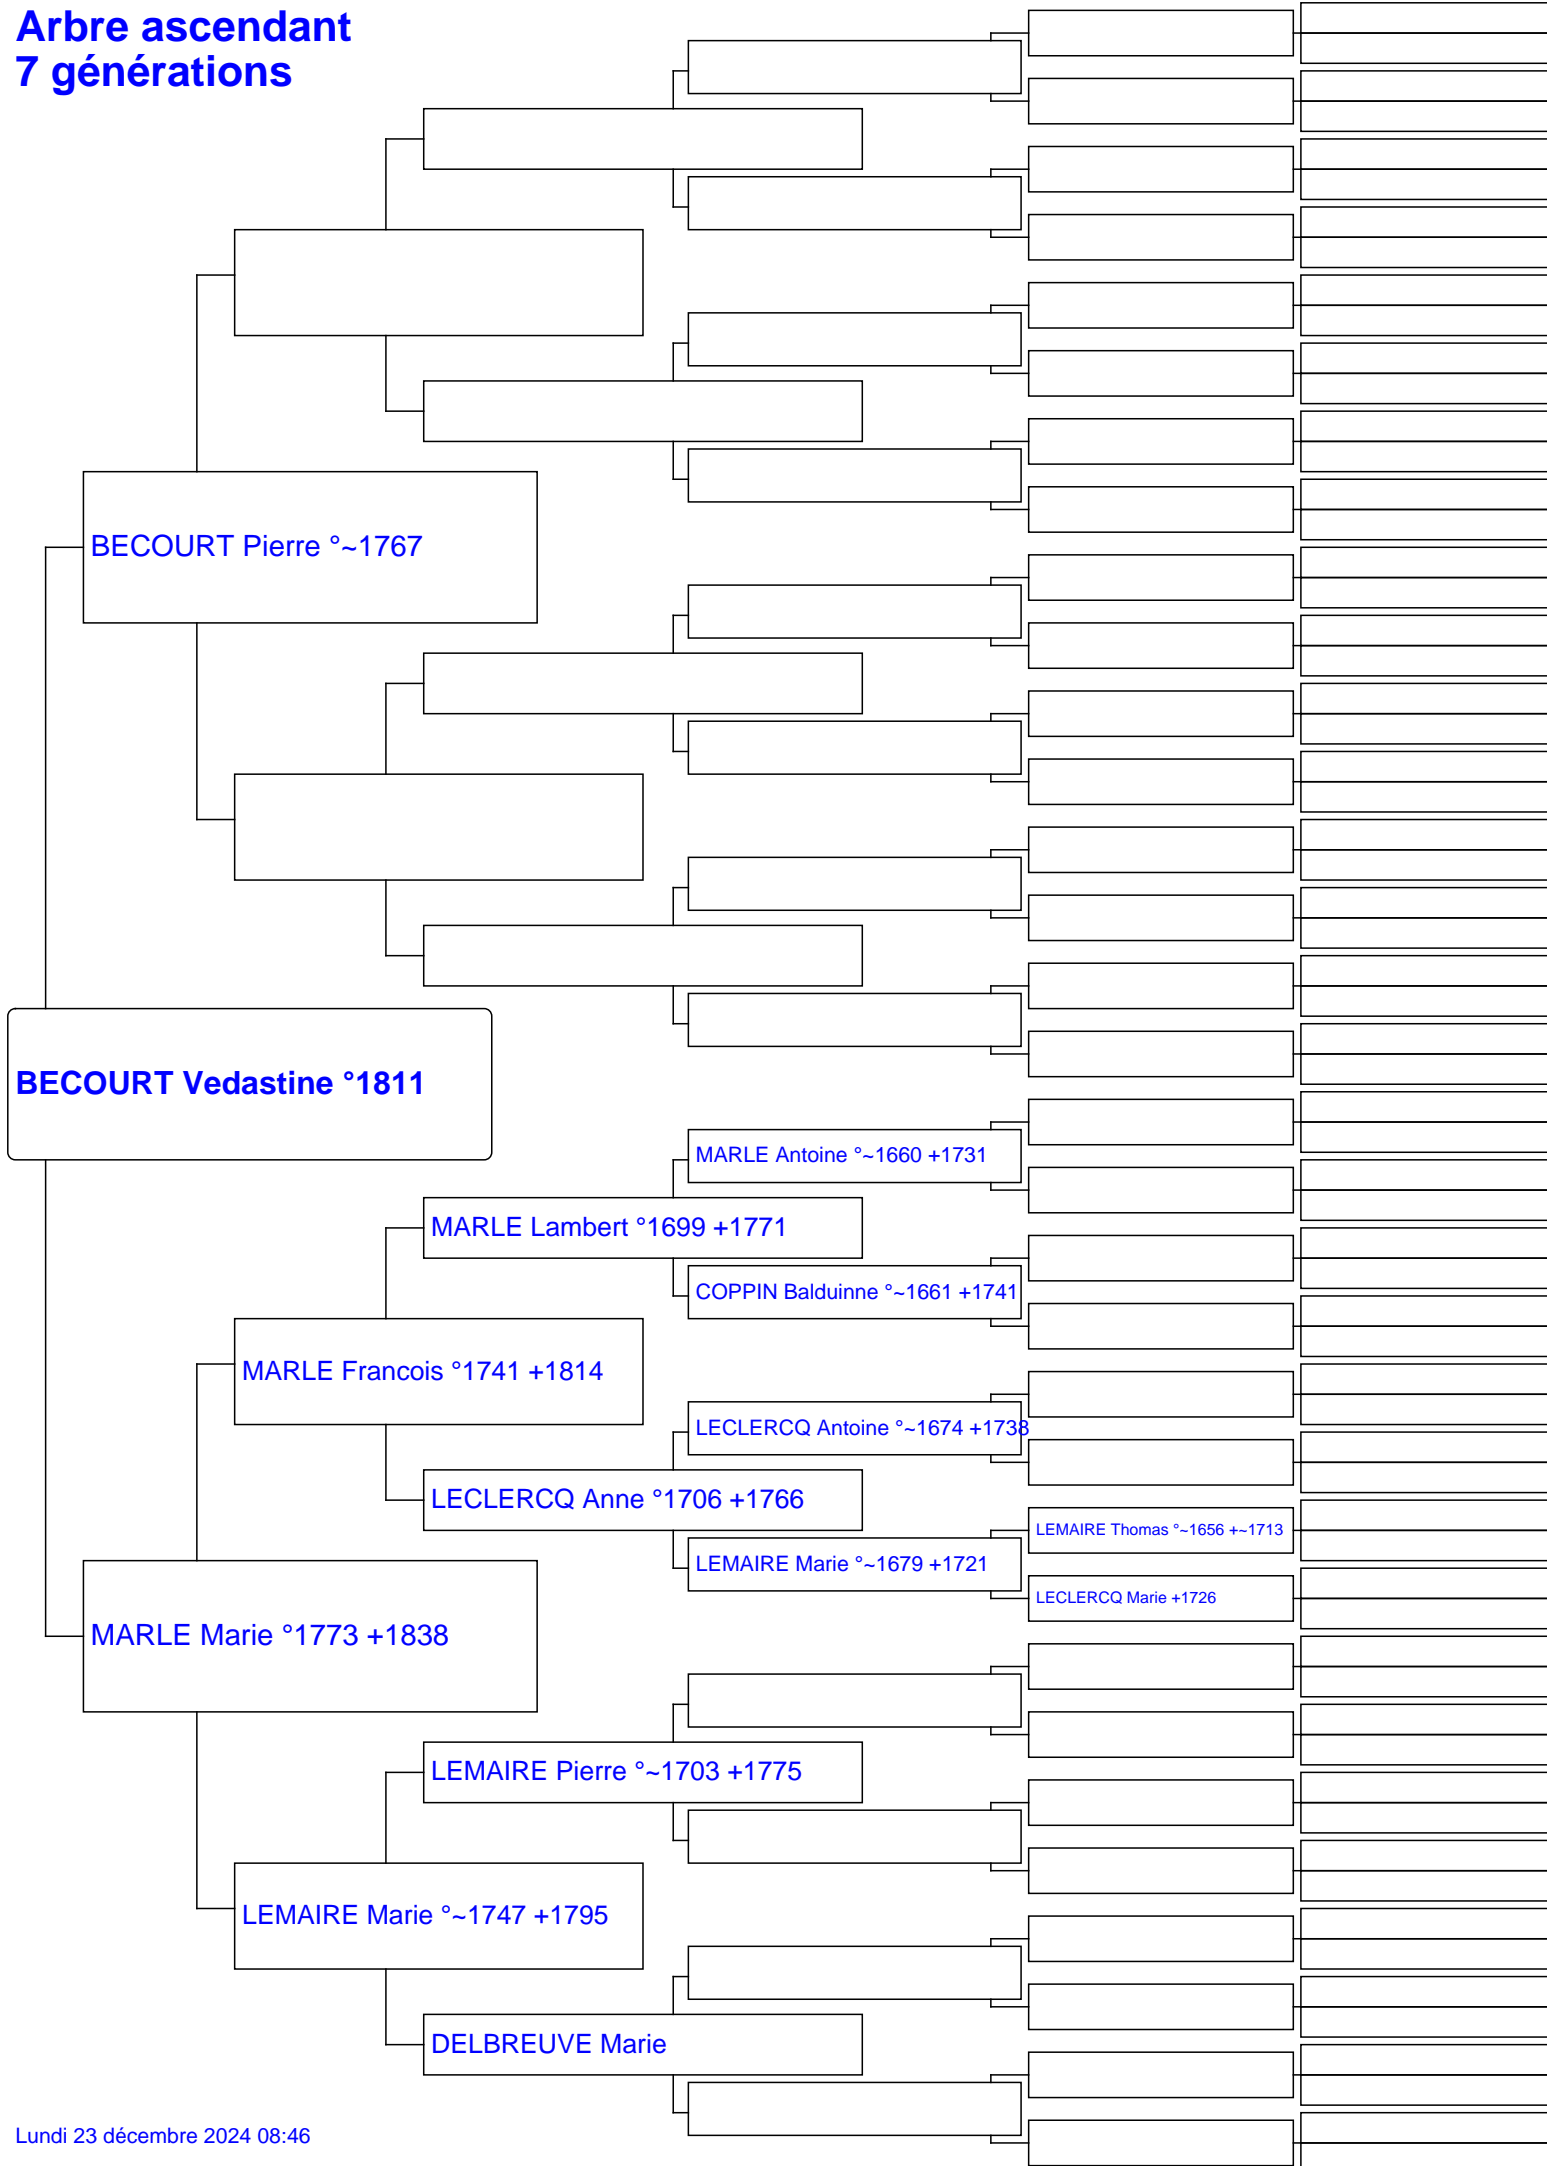 Arbre ascendant
7 générations
BECOURT Pierre °~1767
BECOURT Vedastine °1811
MARLE Antoine °~1660 +1731
MARLE Lambert °1699 +1771
COPPIN Balduinne °~1661 +1741
MARLE Francois °1741 +1814
LECLERCQ Antoine °~1674 +1738
LECLERCQ Anne °1706 +1766
LEMAIRE Thomas °~1656 +~1713
LEMAIRE Marie °~1679 +1721
LECLERCQ Marie +1726
MARLE Marie °1773 +1838
LEMAIRE Pierre °~1703 +1775
LEMAIRE Marie °~1747 +1795
DELBREUVE Marie
Lundi 23 décembre 2024 08:46